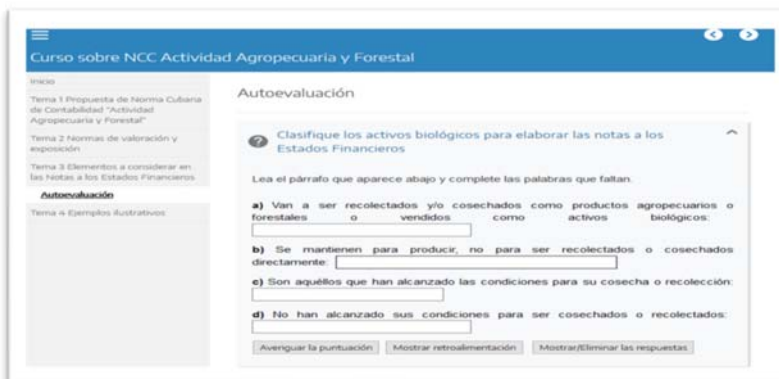 Curso sobre NCC Actividad Agropecuaria y Forestal
Inicio
Tema 1 Propuesta de Norma Cubana
de Contabilidad "Actividad
Agropecuaria y Forestal"
Tema 2 Normas de valoración y
exposición
Tema 3 Elementos a considerar en
las Notas a los Estados Financieros
Autoevaluación
Tema 4 Ejemplos ilustrativos
Autoevaluación
Clasifique los activos biológicos para elaborar las notas a los
Estados Financieros
Lea el párrafo que aparece abajo y complete las palabras que faltan.
a) Van a ser recolectados y/o cosechados como productos agropecuarios o
forestales o vendidos como activos biológicos:
b) Se mantienen para producir, no para ser recolectados o cosechados
directamente:
c) Son aquéllos que han alcanzado las condiciones para su cosecha o recolección:
d) No han alcanzado sus condiciones para ser cosechados o recolectados:
Averiguar la puntuación Mostrar retroalimentación Mostrar/Eliminar las respuestas